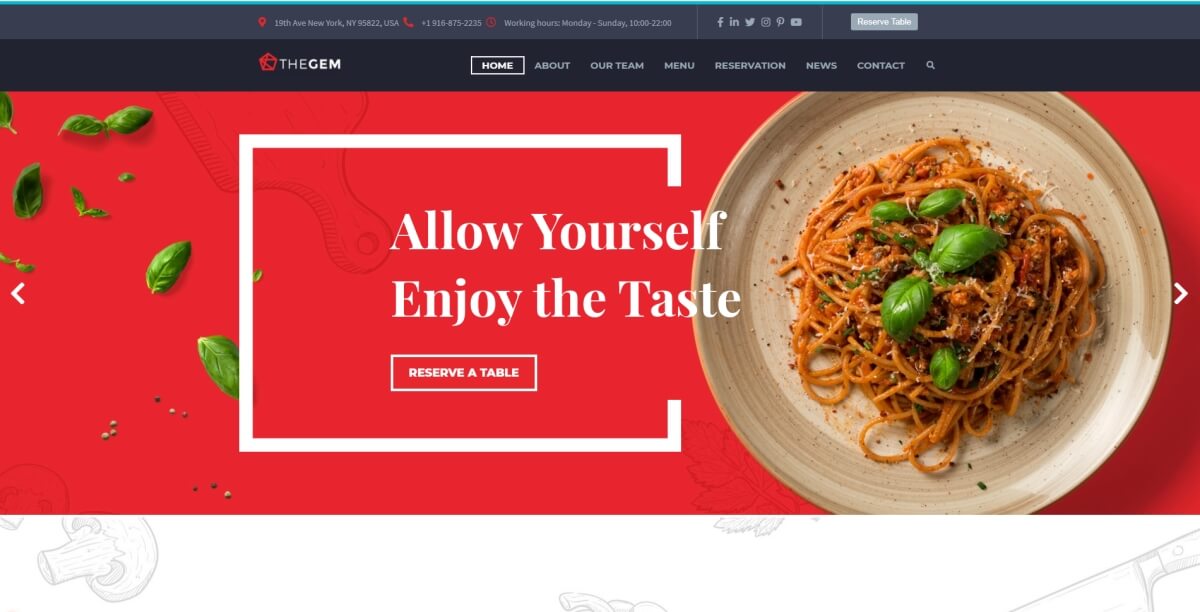 19th Ave New York, NY 95822, USA +1 916-875-2235 Working hours: Monday - Sunday, 10:00-22:00 Reserve Table
THEGEM HOME ABOUT OUR TEAM MENU RESERVATION NEWS CONTACT
Allow Yourself
Enjoy the Taste
RESERVE A TABLE